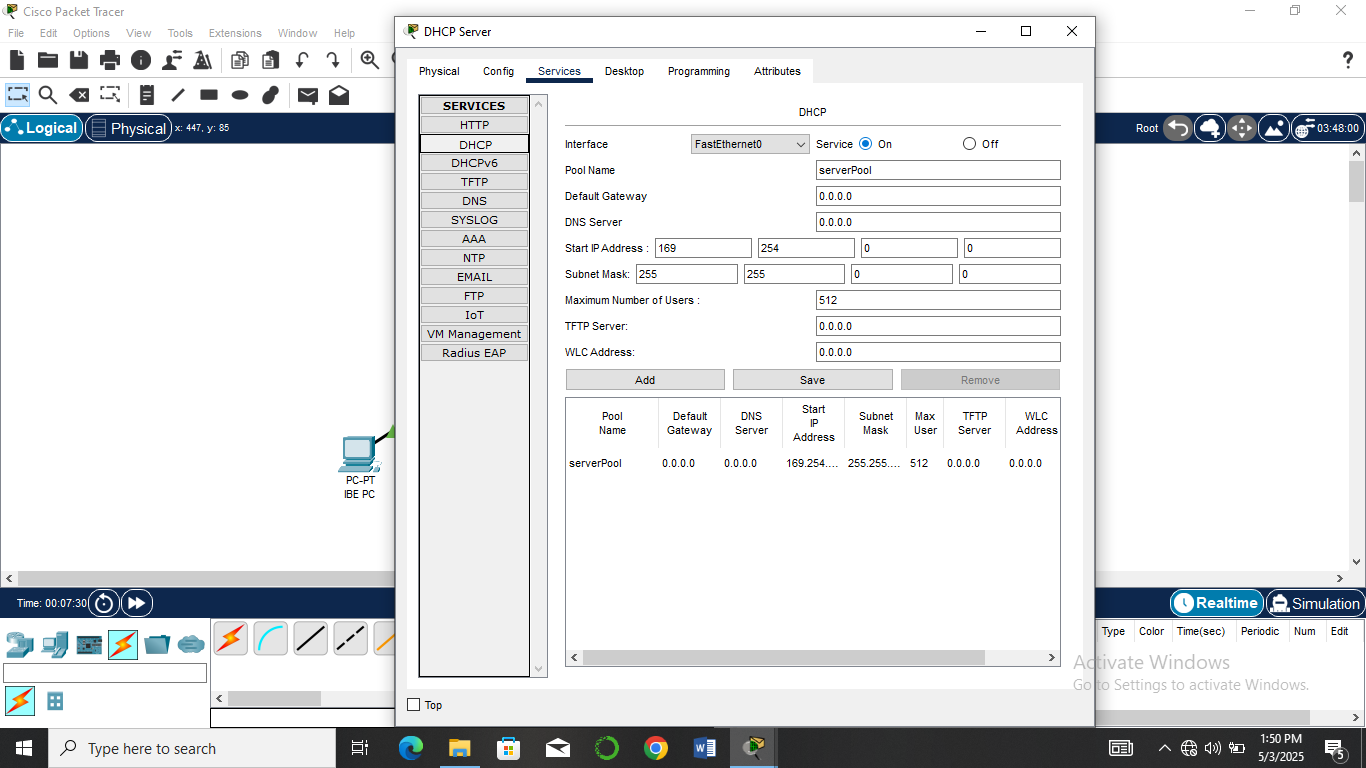 Cisco Packet Tracer
File Edit Options View Tools Extensions Window Help
Logical Physical x: 447, y: 85
Root 03:48:00
PC-PT
IBE PC
DHCP Server
Physical Config Services Desktop Programming Attributes
SERVICES
HTTP
DHCP
DHCPv6
TFTP
DNS
SYSLOG
AAA
NTP
EMAIL
FTP
IoT
VM Management
Radius EAP
DHCP
Interface FastEthernet0 Service On Off
Pool Name serverPool
Default Gateway 0.0.0.0
DNS Server 0.0.0.0
Start IP Address : 169 254 0 0
Subnet Mask: 255 255 0 0
Maximum Number of Users : 512
TFTP Server: 0.0.0.0
WLC Address: 0.0.0.0
Add Save Remove
Pool Name Default Gateway DNS Server Start IP Address Subnet Mask Max User TFTP Server WLC Address
serverPool 0.0.0.0 0.0.0.0 169.254.... 255.255.... 512 0.0.0.0 0.0.0.0
Top
Time: 00:07:30
Realtime Simulation
Type Color Time(sec) Periodic Num Edit
Activate Windows
Go to Settings to activate Windows.
Type here to search
1:50 PM
5/3/2025
5